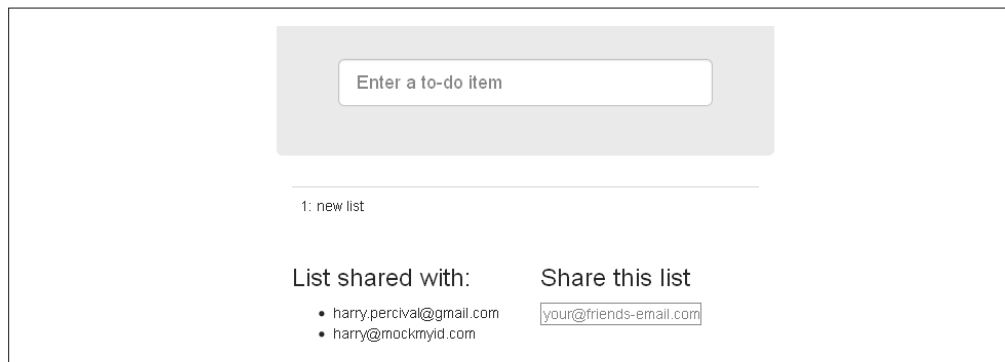 Enter a to-do item
1: new list
List shared with:
harry.percival@gmail.com
harry@mockmyid.com
Share this list
your@friends-email.com